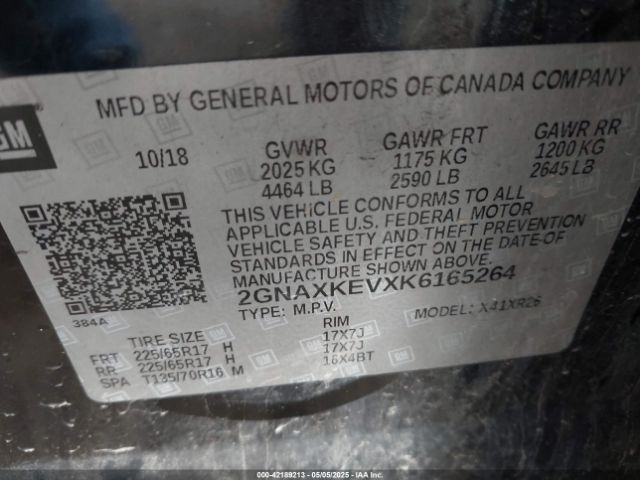 MFD BY GENERAL MOTORS OF CANADA COMPANY
GM
10/18 GVWR GAWR FRT GAWR RR
2025 KG 1175 KG 1200 KG
4464 LB 2590 LB 2645 LB
THIS VEHICLE CONFORMS TO ALL
APPLICABLE U.S. FEDERAL MOTOR
VEHICLE SAFETY AND THEFT PREVENTION
STANDARDS IN EFFECT ON THE DATE OF
MANUFACTURE SHOWN ABOVE.
2GNAXKEVXK6165264
384A TYPE: M.P.V. MODEL: X41XR26
TIRE SIZE RIM
FRT 225/65R17 H 17X7J
RR 225/65R17 H 17X7J
SPA T135/70R16 M 16X4BT
000-42189213 05/05/2025 IAAI.COM